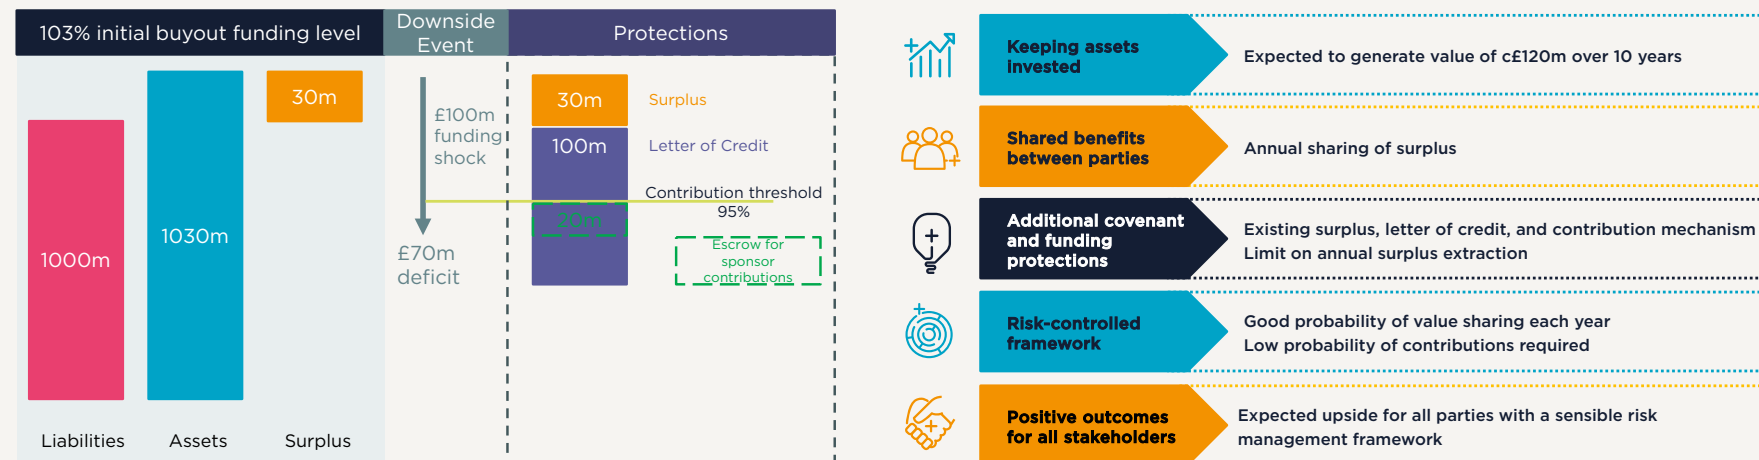 103% initial buyout funding level
Downside
Event
Protections
30m
1000m
1030m
Liabilities
Assets
Surplus
£100m
funding
shock
£70m
deficit
30m
Surplus
100m
Letter of Credit
Contribution threshold
95%
20m
Escrow for
sponsor
contributions
Keeping assets
invested
Expected to generate value of c£120m over 10 years
Shared benefits
between parties
Annual sharing of surplus
Additional covenant
and funding
protections
Existing surplus, letter of credit, and contribution mechanism
Limit on annual surplus extraction
Risk-controlled
framework
Good probability of value sharing each year
Low probability of contributions required
Positive outcomes
for all stakeholders
Expected upside for all parties with a sensible risk
management framework